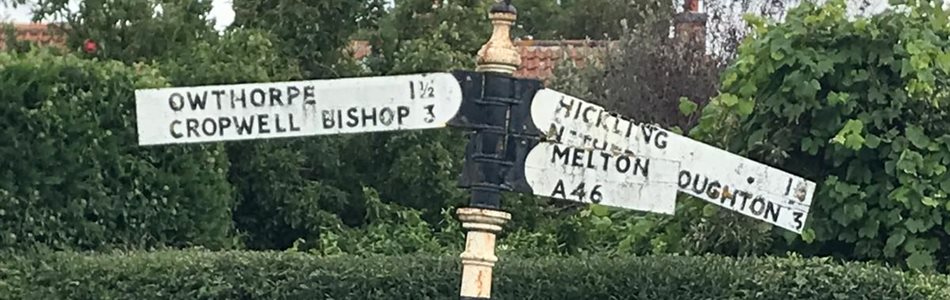 OWTHORPE 1½
CROPWELL BISHOP 3
HICKLING
OUGHTON 3
MELTON
A46